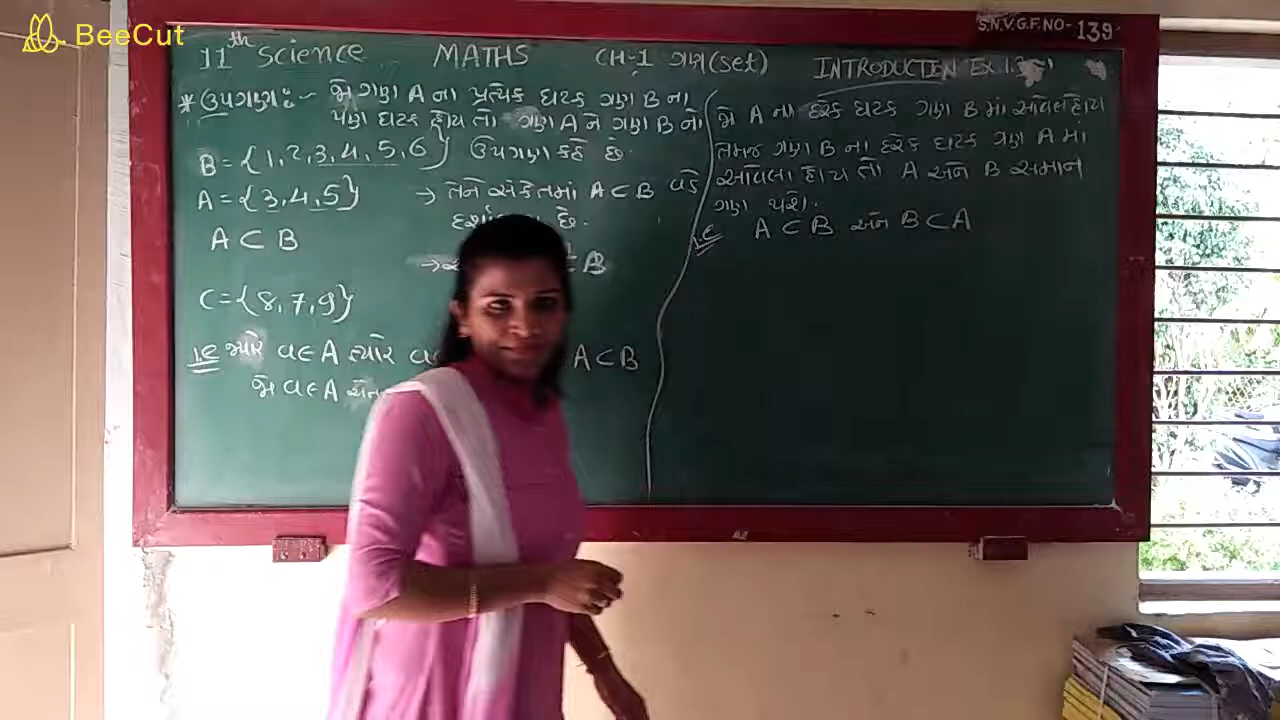 BeeCut
S.N.V.G.F.NO- 139
11th Science MATHS CH-1 ગણ(set) INTRODUCTION Ex 1.3
* ઉપગણ :- જો ગણ A ના પ્રત્યેક ઘટક ગણ B ના
પણ ઘટક હોય તો ગણ A ને ગણ B નો
B = {1, 2, 3, 4, 5, 6} ઉપગણ કહે છે.
A = {3, 4, 5} → તેને સંકેતમાં A ⊂ B વડે
છે.
A ⊂ B
B
C = {8, 7, 9}
i.e જ્યારે a ∈ A ત્યારે A ⊂ B
જો a ∈ A
જો A ના દરેક ઘટક ગણ B માં આવેલ હોય
તેમજ ગણ B ના દરેક ઘટક ગણ A માં
આવેલા હોય તો A અને B સમાન
ગણ થશે.
i.e A ⊂ B અને B ⊂ A